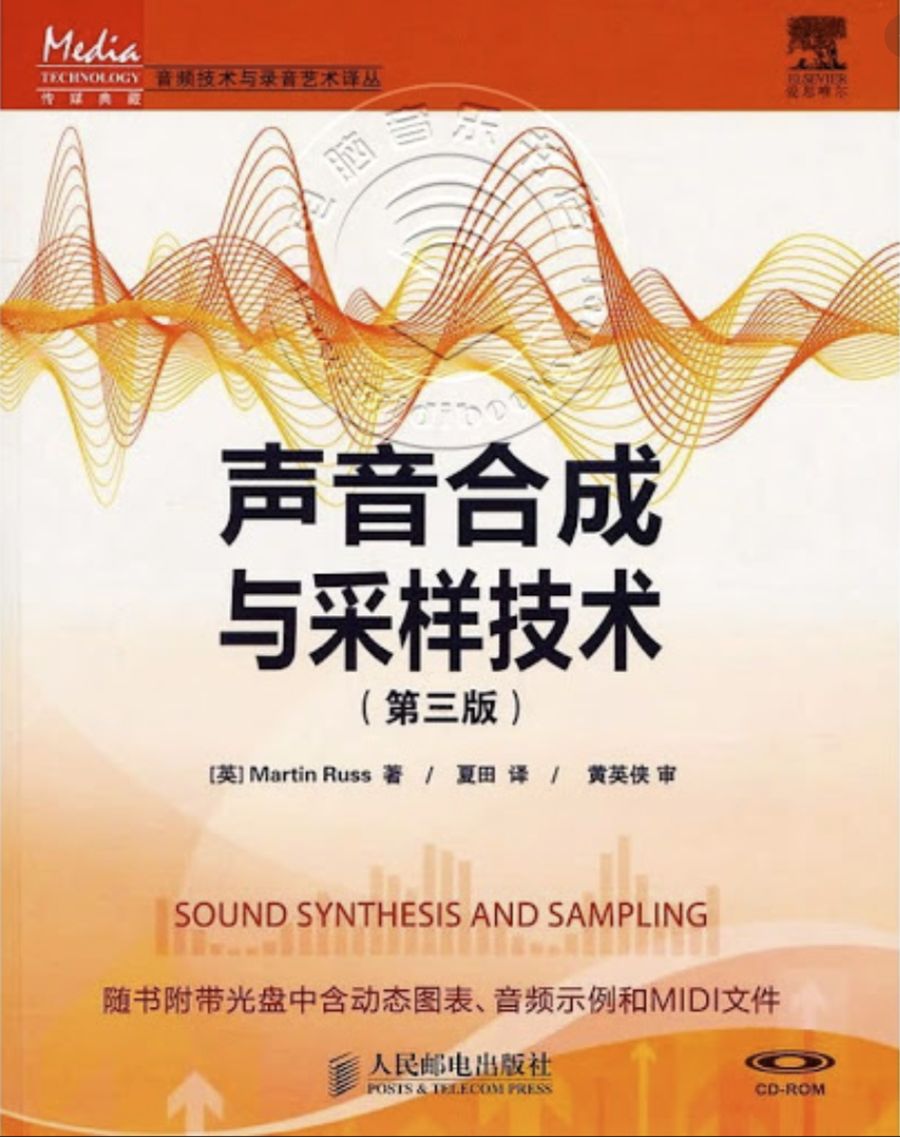 Media
TECHNOLOGY
传媒典藏
音频技术与录音艺术译丛
ELSEVIER
爱思唯尔
声音合成
与采样技术
（第三版）
[英] Martin Russ 著 / 夏田 译 / 黄英侠 审
SOUND SYNTHESIS AND SAMPLING
随书附带光盘中含动态图表、音频示例和MIDI文件
人民邮电出版社
POSTS & TELECOM PRESS
CD-ROM